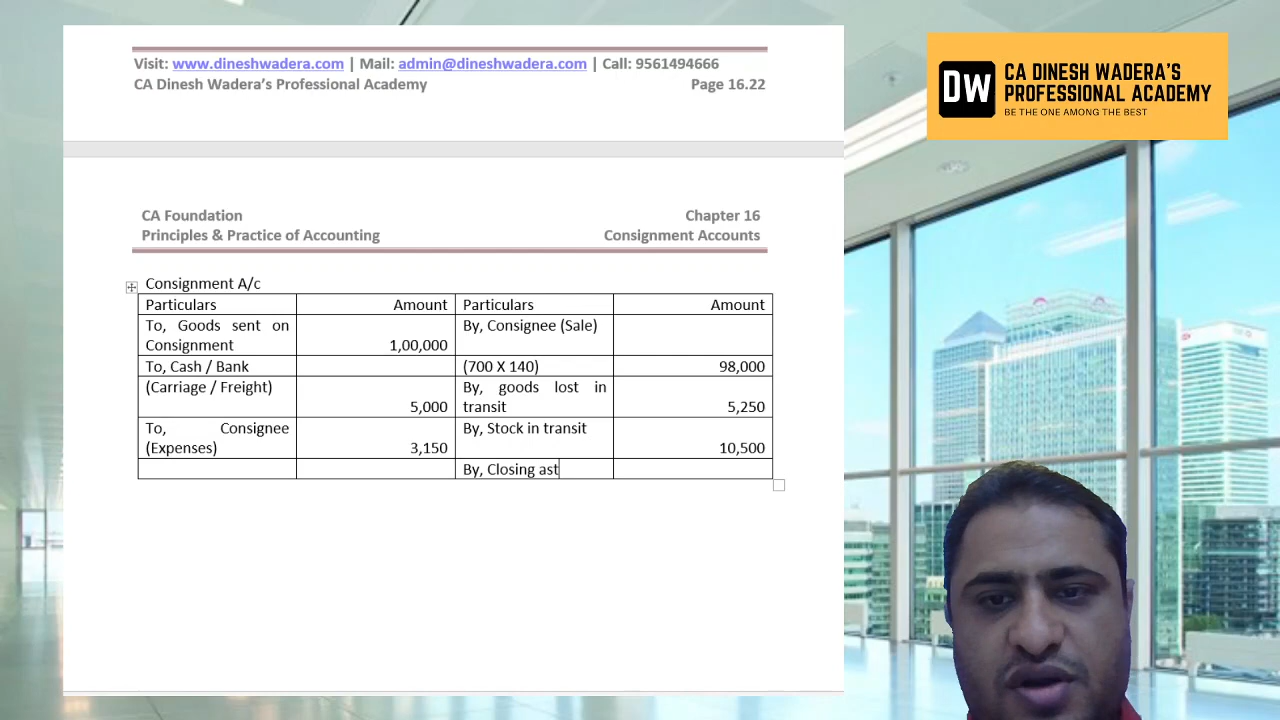 Visit: www.dineshwadera.com | Mail: admin@dineshwadera.com | Call: 9561494666
CA Dinesh Wadera's Professional Academy Page 16.22
DW
CA DINESH WADERA'S
PROFESSIONAL ACADEMY
BE THE ONE AMONG THE BEST
CA Foundation Chapter 16
Principles & Practice of Accounting Consignment Accounts
Consignment A/c
Particulars Amount Particulars Amount
To, Goods sent on By, Consignee (Sale)
Consignment 1,00,000
To, Cash / Bank (700 X 140) 98,000
(Carriage / Freight) By, goods lost in
5,000 transit 5,250
To, Consignee By, Stock in transit
(Expenses) 3,150 10,500
By, Closing ast